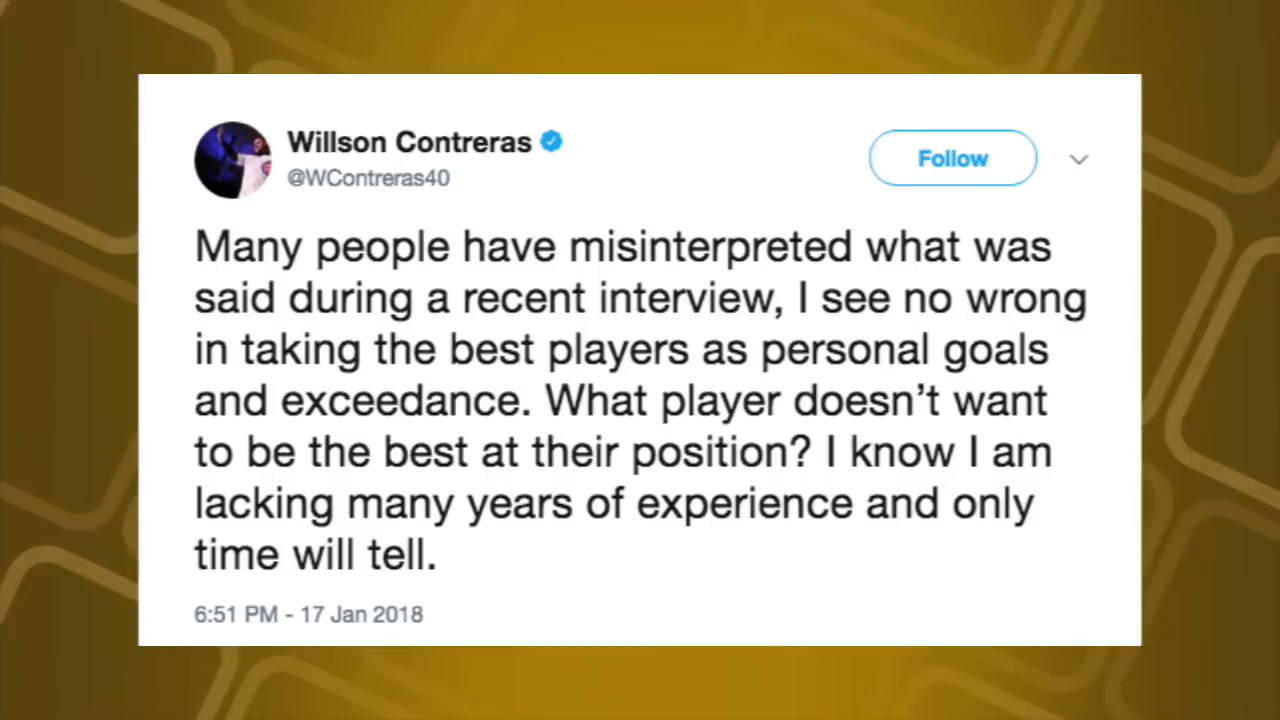 Willson Contreras
@WContreras40
Follow
Many people have misinterpreted what was
said during a recent interview, I see no wrong
in taking the best players as personal goals
and exceedance. What player doesn’t want
to be the best at their position? I know I am
lacking many years of experience and only
time will tell.
6:51 PM - 17 Jan 2018